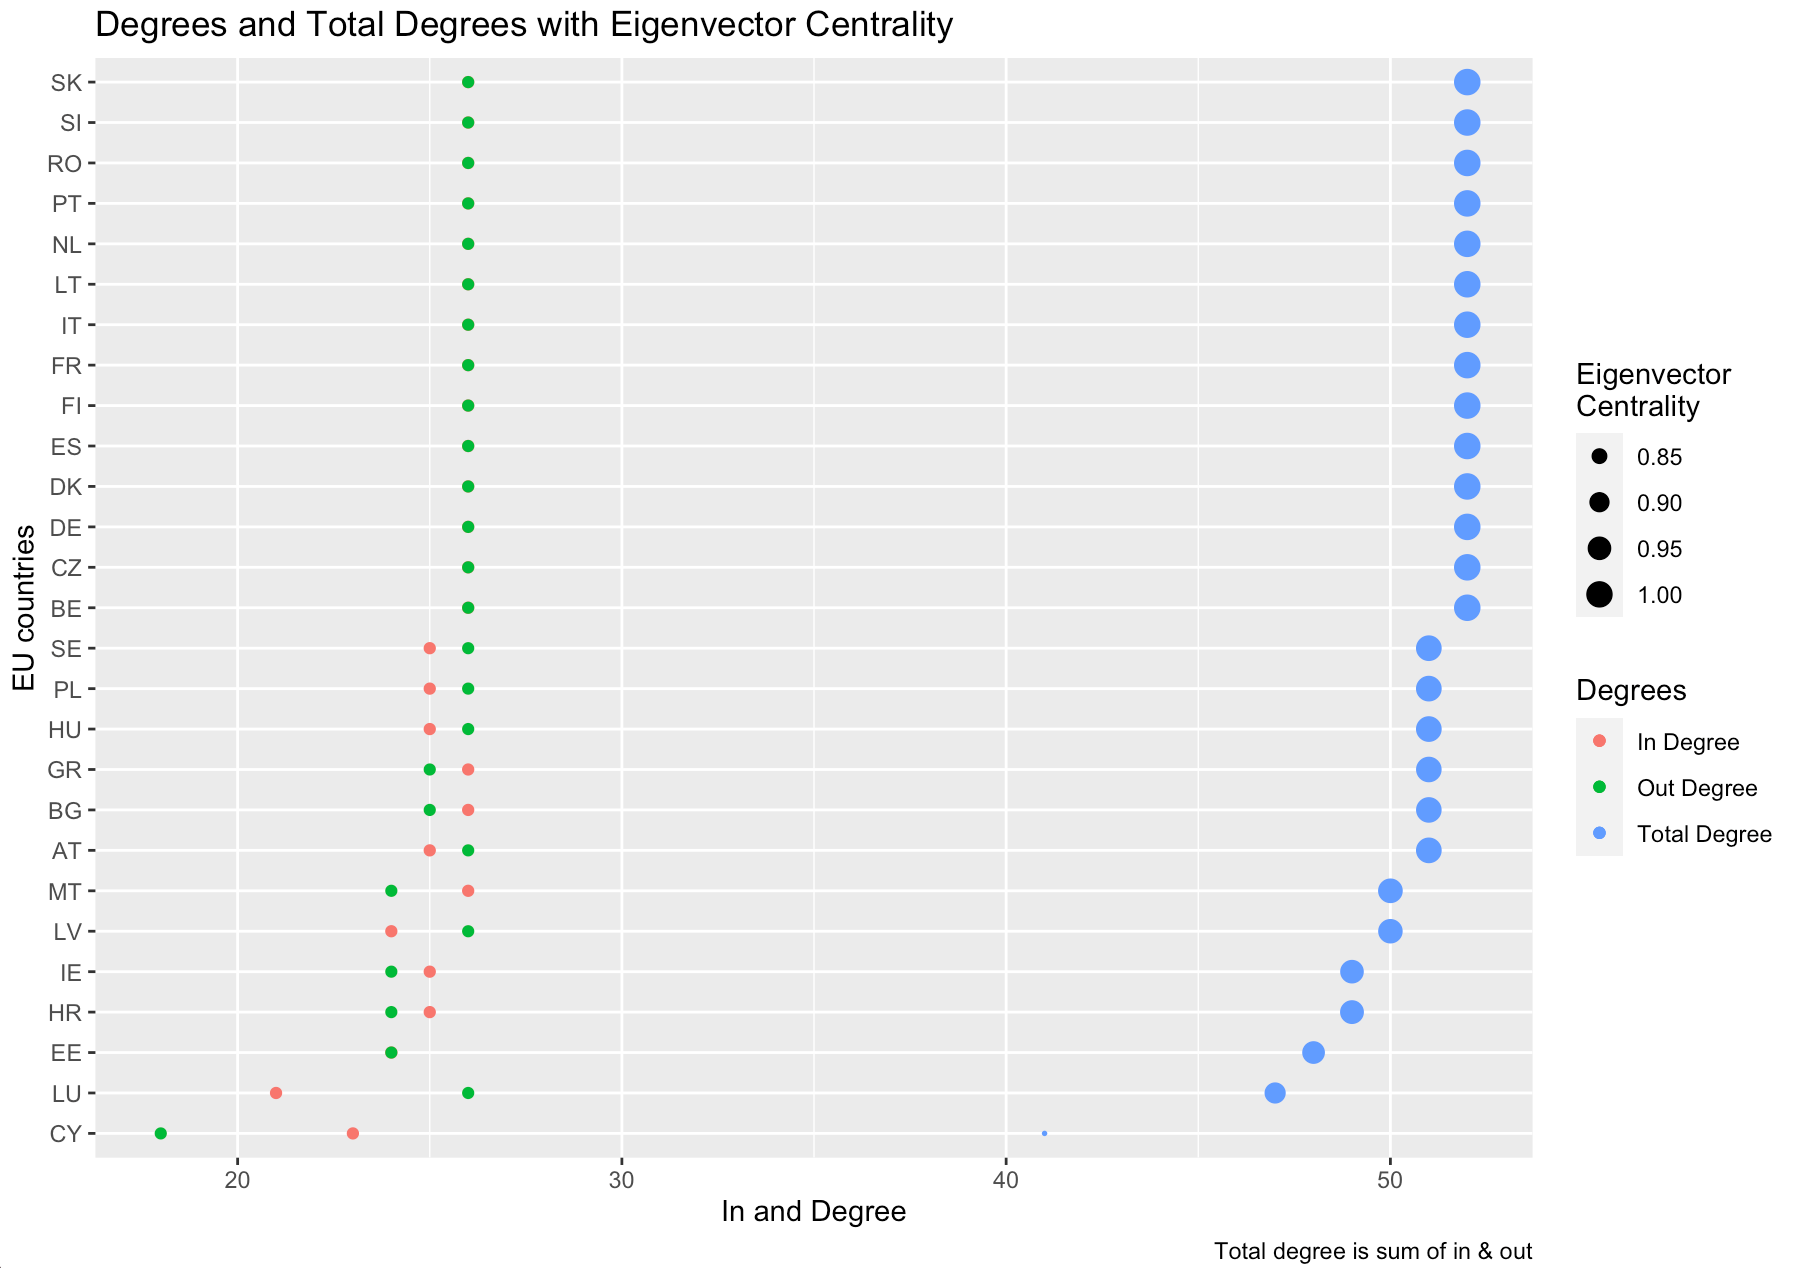 Degrees and Total Degrees with Eigenvector Centrality
SK
SI
RO
PT
NL
LT
IT
FR
FI
ES
DK
DE
CZ
BE
SE
PL
HU
GR
BG
AT
MT
LV
IE
HR
EE
LU
CY
EU countries
20 30 40 50
In and Degree
Total degree is sum of in & out
Eigenvector
Centrality
0.85
0.90
0.95
1.00
Degrees
In Degree
Out Degree
Total Degree